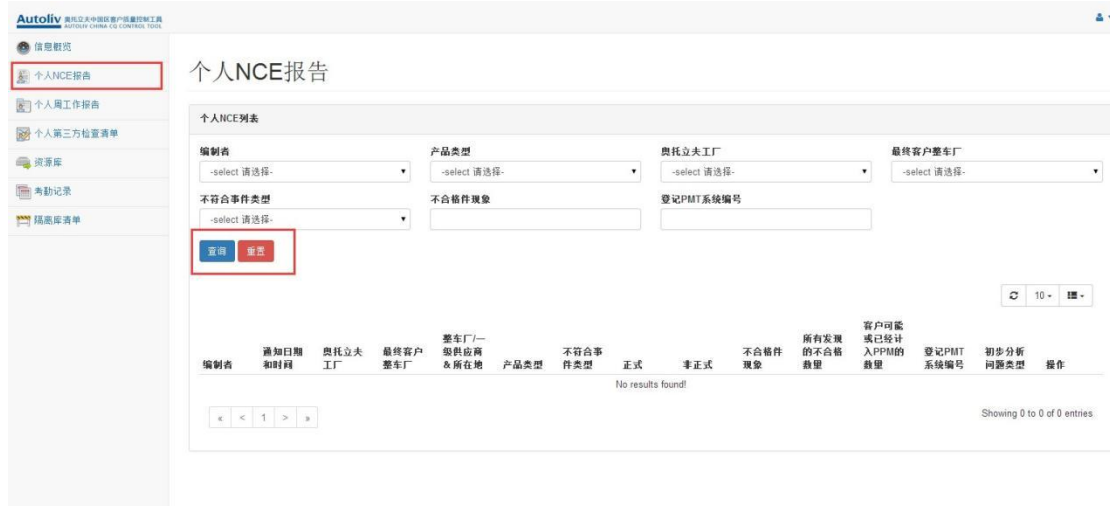 Autoliv 奥托立夫中国区客户质量控制工具
AUTOLIV CHINA CQ CONTROL TOOL
信息概览
个人NCE报告
个人周工作报告
个人第三方检查清单
资源库
考勤记录
隔离库清单
个人NCE报告
个人NCE列表
编制者 产品类型 奥托立夫工厂 最终客户整车厂
-select 请选择- -select 请选择- -select 请选择- -select 请选择-
不符合事件类型 不合格件现象 登记PMT系统编号
-select 请选择-
查询 重置
10
编制者 通知日期和时间 奥托立夫工厂 最终客户整车厂 整车厂/一级供应商&所在地 产品类型 不符合事件类型 正式 非正式 不合格件现象 所有发现的不合格数量 客户可能或已经计入PPM的数量 登记PMT系统编号 初步分析问题类型 操作
No results found!
« < 1 > »
Showing 0 to 0 of 0 entries